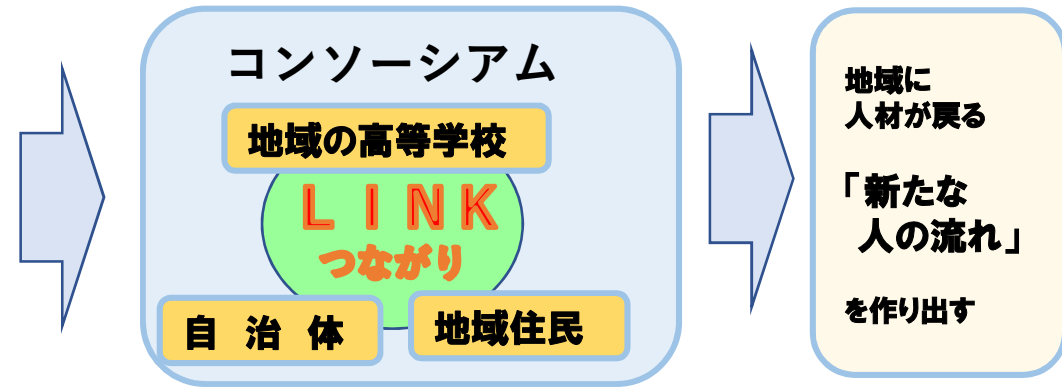 コンソーシアム
地域の高等学校
ＬＩＮＫ
つながり
自治体
地域住民
地域に
人材が戻る
「新たな
人の流れ」
を作り出す